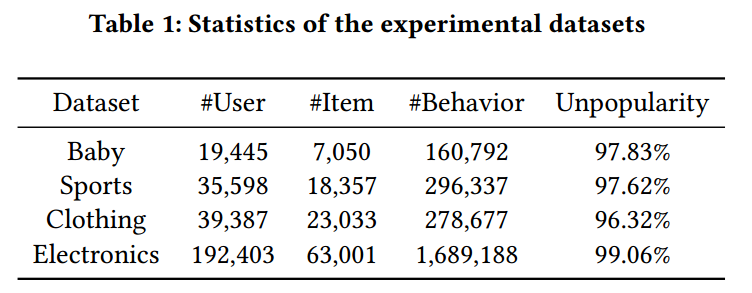 Table 1: Statistics of the experimental datasets
Dataset #User #Item #Behavior Unpopularity
Baby 19,445 7,050 160,792 97.83%
Sports 35,598 18,357 296,337 97.62%
Clothing 39,387 23,033 278,677 96.32%
Electronics 192,403 63,001 1,689,188 99.06%